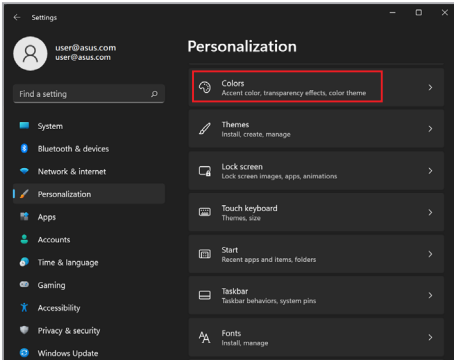 Settings
user@asus.com
user@asus.com
Find a setting
System
Bluetooth & devices
Network & internet
Personalization
Apps
Accounts
Time & language
Gaming
Accessibility
Privacy & security
Windows Update
Personalization
Colors
Accent color, transparency effects, color theme
Themes
Install, create, manage
Lock screen
Lock screen images, apps, animations
Touch keyboard
Themes, size
Start
Recent apps and items, folders
Taskbar
Taskbar behaviors, system pins
Fonts
Install, manage